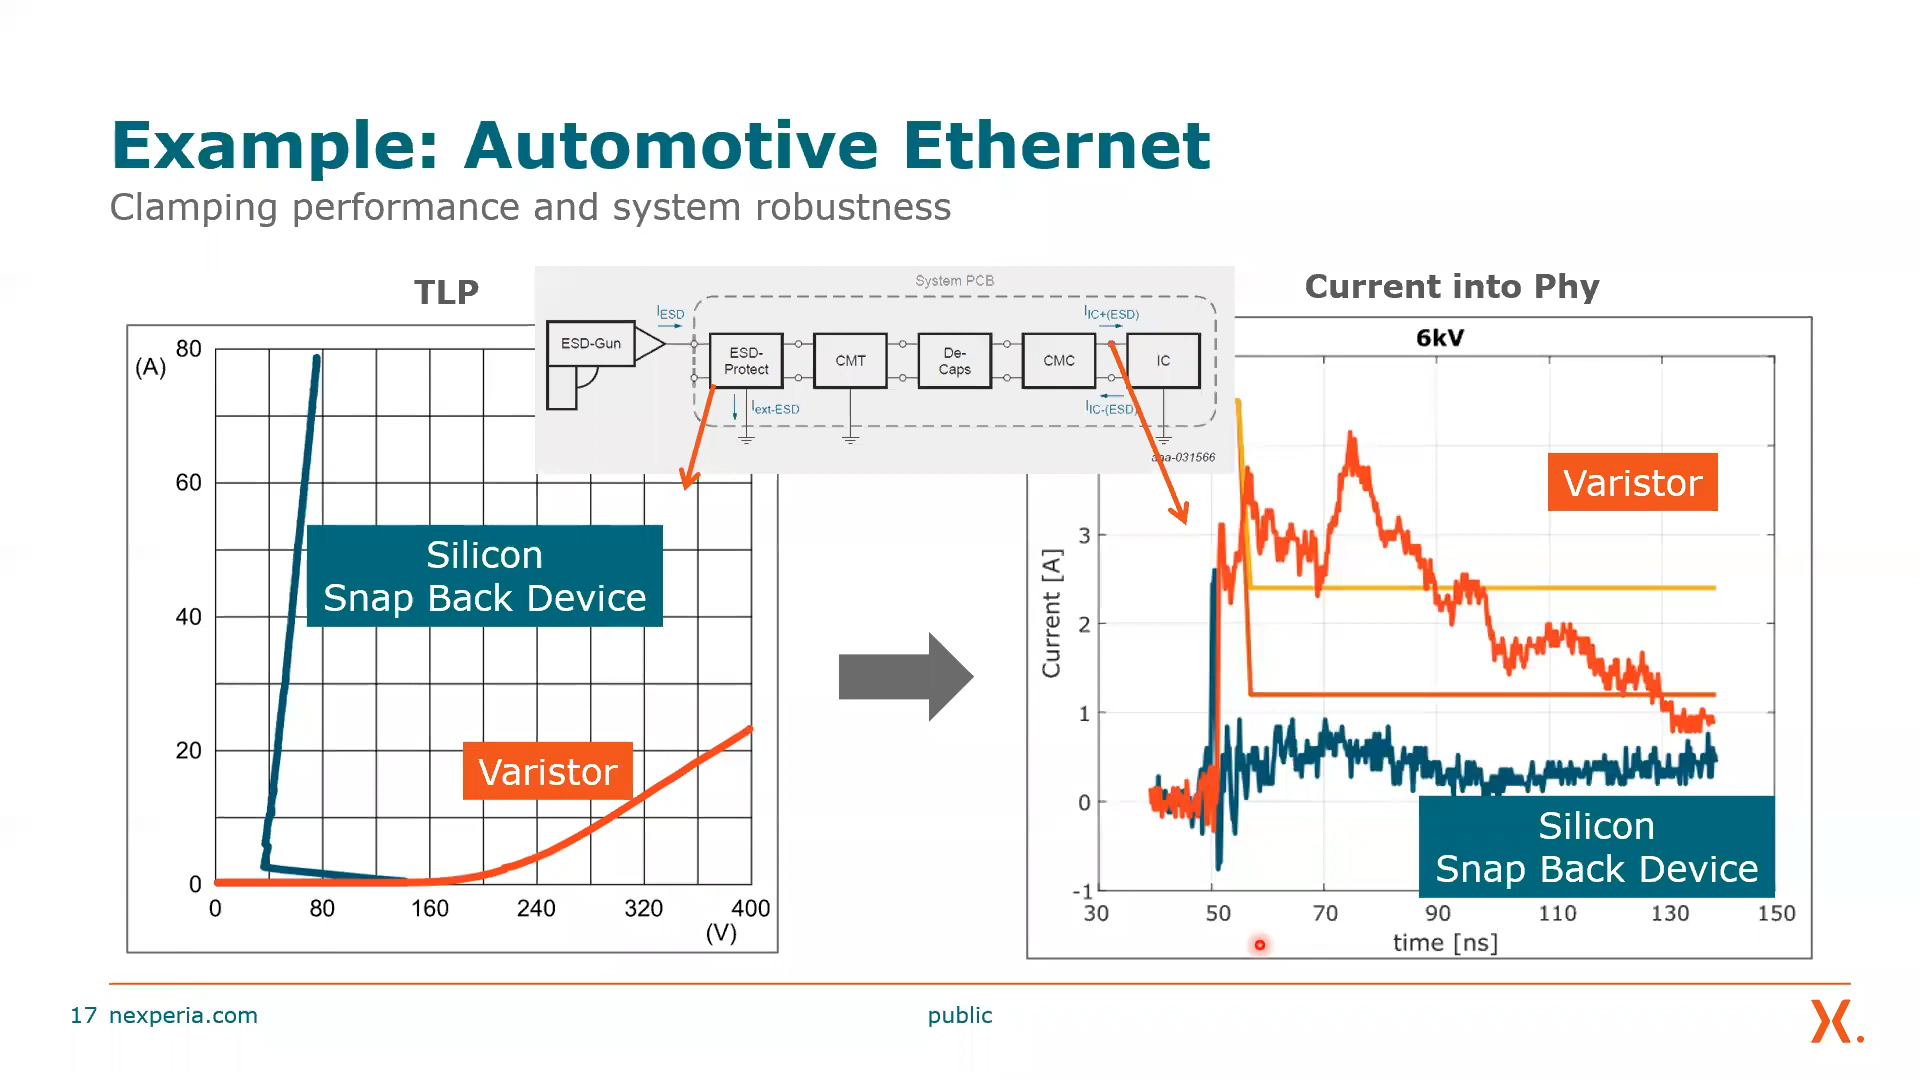 Example: Automotive Ethernet
Clamping performance and system robustness
TLP
System PCB
Current into Phy
ESD-Gun
IESD
ESD-
Protect
CMT
De-
Caps
CMC
IC
IIC+(ESD)
Iext-ESD
IIC-(ESD)
aaa-031566
(A)
80
60
40
20
0
0
80
160
240
320
400
(V)
Silicon
Snap Back Device
Varistor
6kV
Varistor
Current [A]
3
2
1
0
-1
30
50
70
90
110
130
150
time [ns]
Silicon
Snap Back Device
17 nexperia.com
public